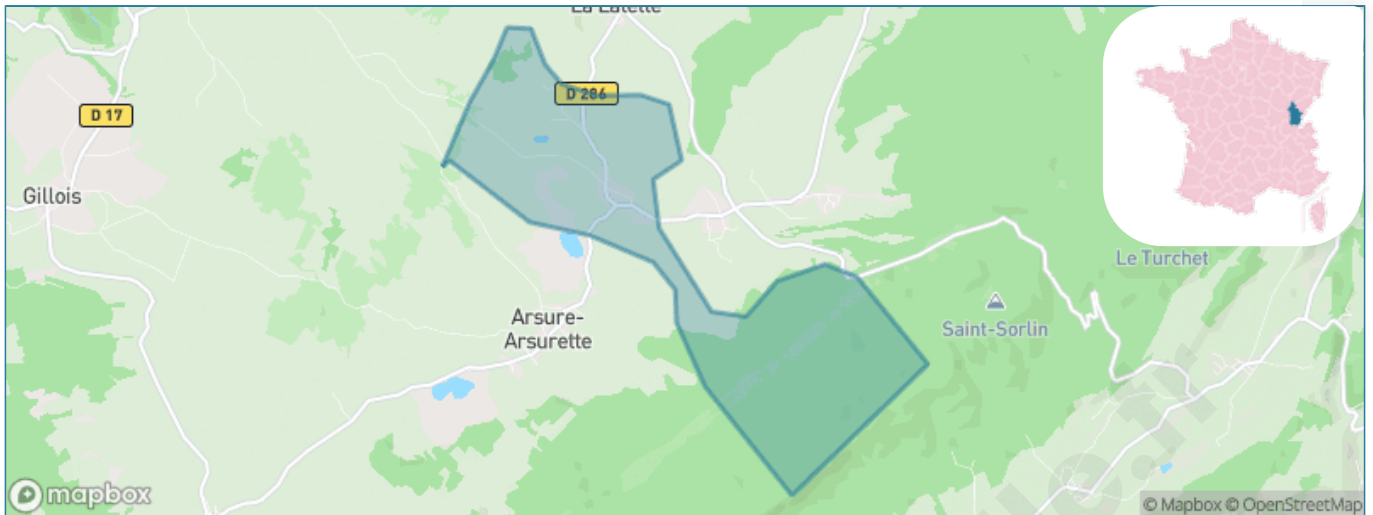 D 286
D 17
Gillois
Le Turchet
Saint-Sorlin
Arsure-
Arsurette
mapbox
© Mapbox © OpenStreetMap